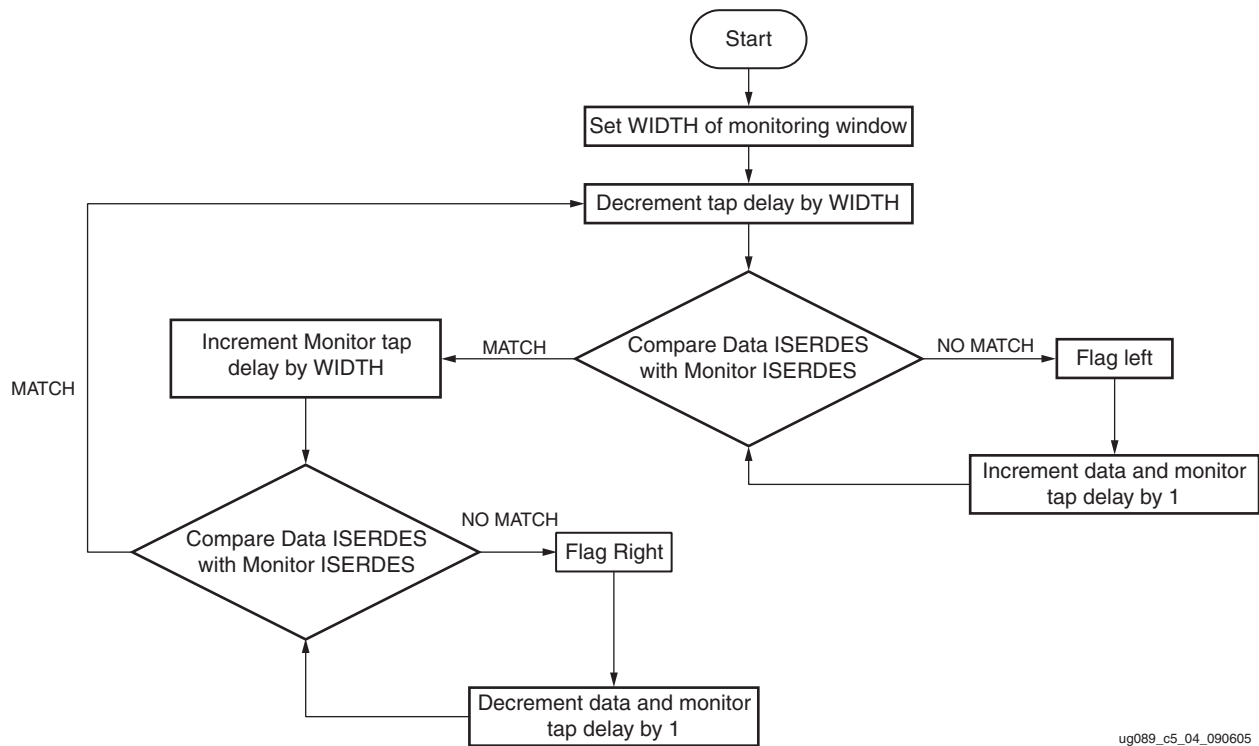 Start
Set WIDTH of monitoring window
Decrement tap delay by WIDTH
Compare Data ISERDES
with Monitor ISERDES
MATCH
NO MATCH
Increment Monitor tap
delay by WIDTH
Flag left
Increment data and monitor
tap delay by 1
MATCH
Compare Data ISERDES
with Monitor ISERDES
NO MATCH
Flag Right
Decrement data and monitor
tap delay by 1
ug089_c5_04_090605